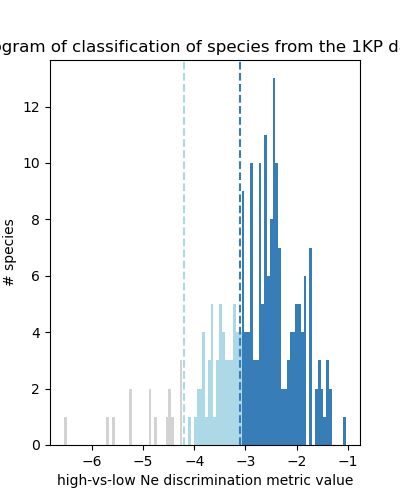 ogram of classification of species from the 1KP d
# species
12
10
8
6
4
2
0
−6 −5 −4 −3 −2 −1
high-vs-low Ne discrimination metric value